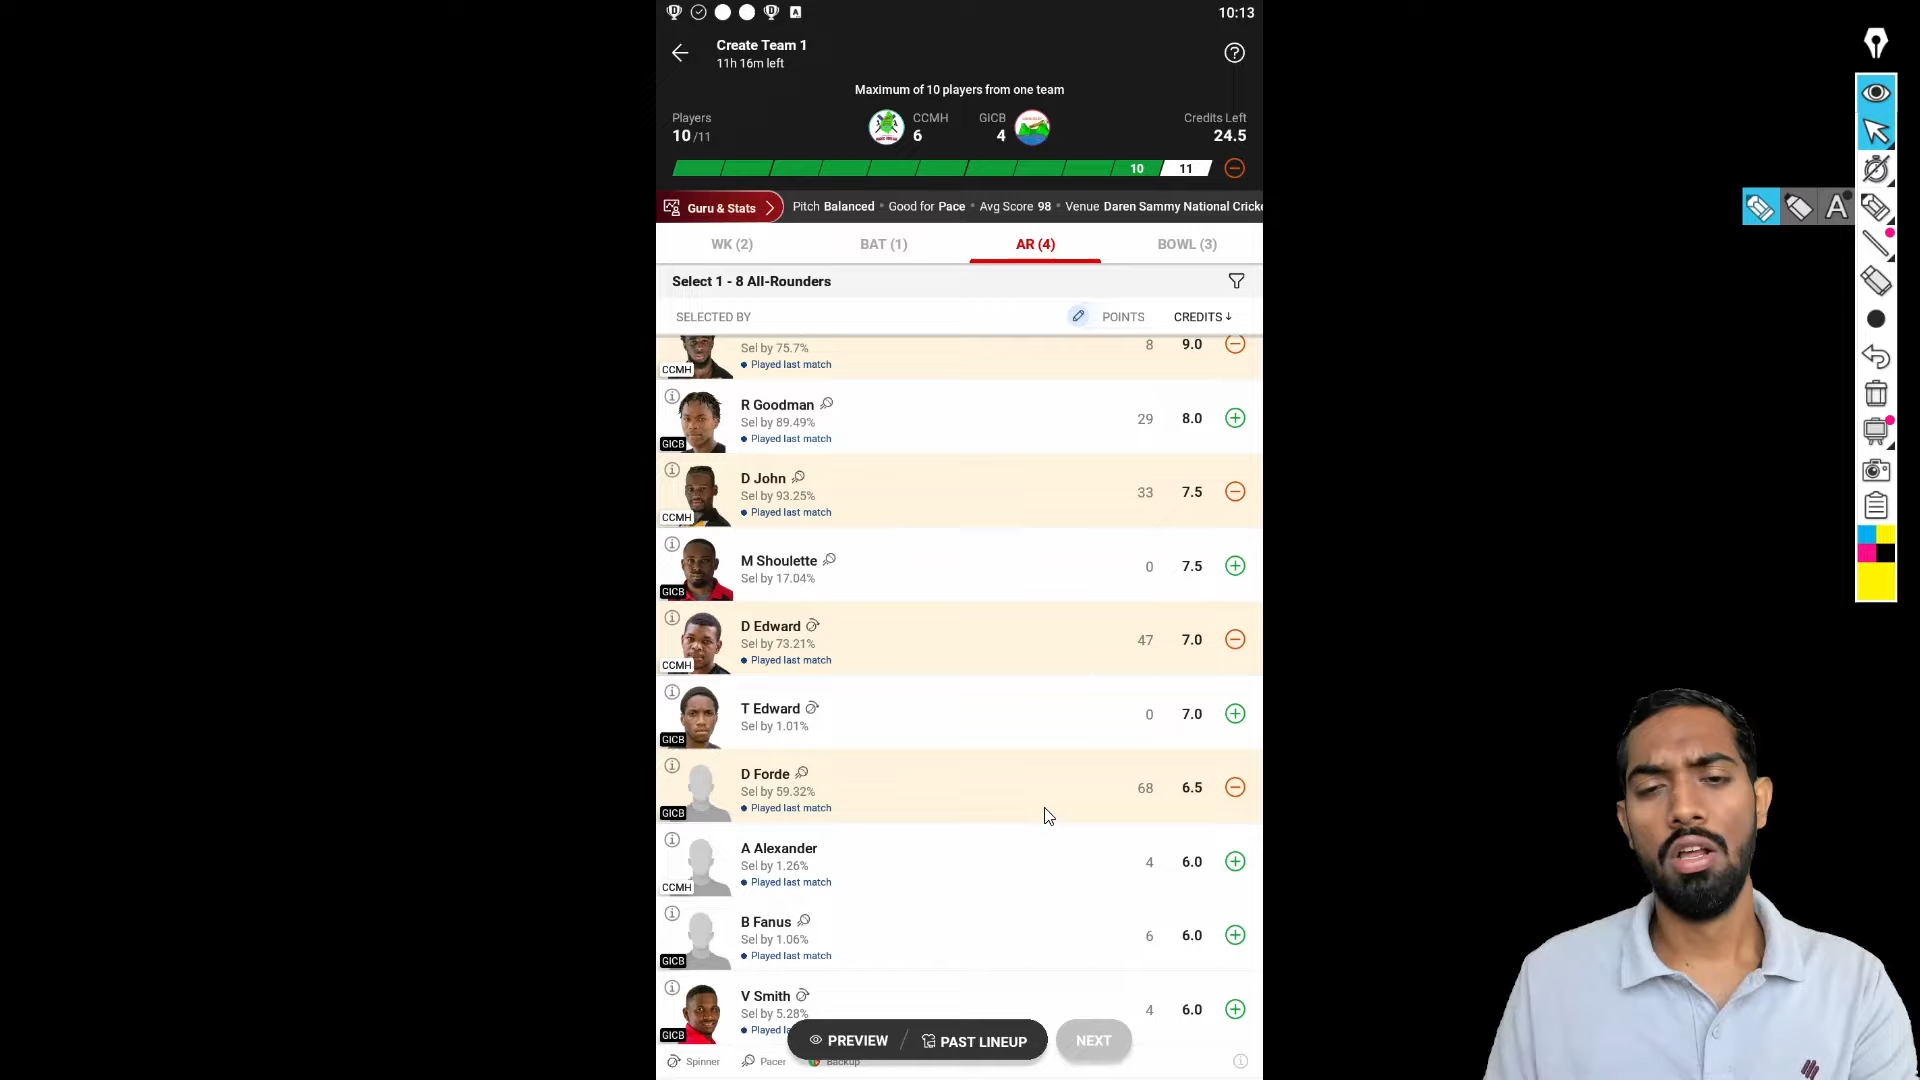 10:13
Create Team 1
11h 16m left
Maximum of 10 players from one team
Players
10 /11
CCMH
6
GICB
4
Credits Left
24.5
10
11
Guru & Stats
Pitch Balanced • Good for Pace • Avg Score 98 • Venue Daren Sammy National Cricke
WK (2)
BAT (1)
AR (4)
BOWL (3)
Select 1 - 8 All-Rounders
SELECTED BY
POINTS
CREDITS ↓
Sel by 75.7%
Played last match
CCMH
8
9.0
R Goodman
Sel by 89.49%
Played last match
GICB
29
8.0
D John
Sel by 93.25%
Played last match
CCMH
33
7.5
M Shoulette
Sel by 17.04%
GICB
0
7.5
D Edward
Sel by 73.21%
Played last match
CCMH
47
7.0
T Edward
Sel by 1.01%
GICB
0
7.0
D Forde
Sel by 59.32%
Played last match
GICB
68
6.5
A Alexander
Sel by 1.26%
Played last match
CCMH
4
6.0
B Fanus
Sel by 1.06%
Played last match
GICB
6
6.0
V Smith
Sel by 5.28%
Played la
GICB
4
6.0
PREVIEW
PAST LINEUP
NEXT
Spinner
Pacer
Backup
A